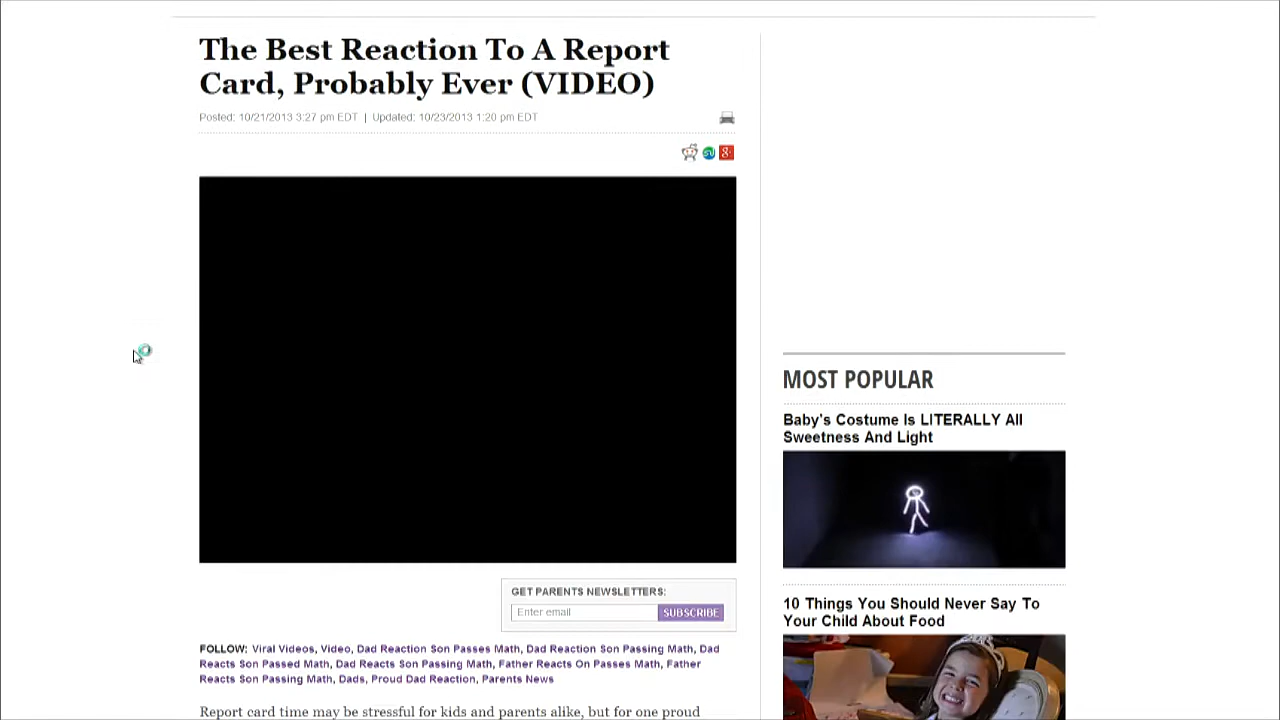 The Best Reaction To A Report
Card, Probably Ever (VIDEO)
Posted: 10/21/2013 3:27 pm EDT | Updated: 10/23/2013 1:20 pm EDT
MOST POPULAR
Baby's Costume Is LITERALLY All
Sweetness And Light
10 Things You Should Never Say To
Your Child About Food
GET PARENTS NEWSLETTERS:
Enter email SUBSCRIBE
FOLLOW: Viral Videos, Video, Dad Reaction Son Passes Math, Dad Reaction Son Passing Math, Dad
Reacts Son Passed Math, Dad Reacts Son Passing Math, Father Reacts On Passes Math, Father
Reacts Son Passing Math, Dads, Proud Dad Reaction, Parents News
Report card time may be stressful for kids and parents alike, but for one proud